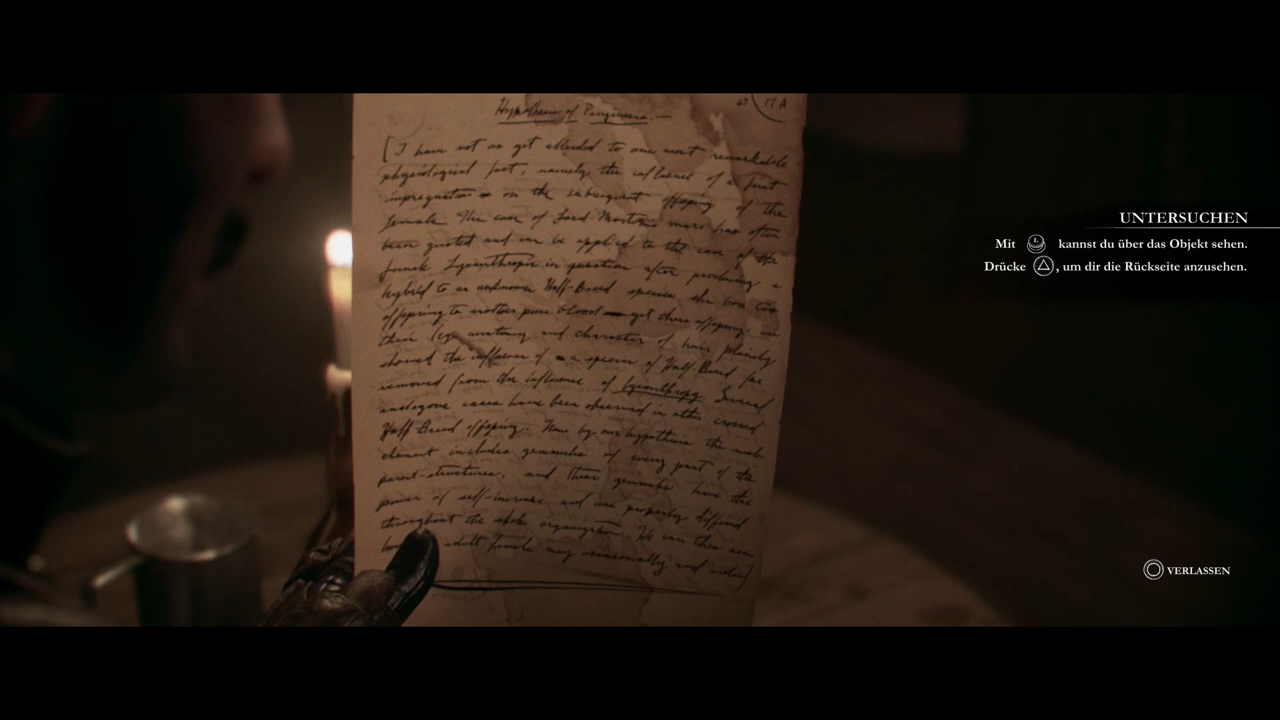 Hypothesis of Pangenesis.—
67 17 A
[I have not as yet alluded to one most remarkable
physiological fact, namely the influence of a first
impregnation on the subsequent offspring of the
female. The case of Lord Morton's mare has often
been quoted and can be applied to the case of the
female Lycanthropic in question after producing a
hybrid to an unknown Half-Breed species, she bore two
offspring to another pure blood yet these offspring in
their leg anatomy and character of hair plainly
showed the influence of a species of Half-Breed far
removed from the influence of Lycanthropy. Several
analogous cases have been observed in other crossed
Half-Breed offspring. Now by our hypothesis the male
element includes gemmules of every part of the
parent-structures, and these gemmules have the
power of self-increase and are properly diffused
throughout the whole organization. We can then see
adult female may occasionally and
UNTERSUCHEN
Mit L kannst du über das Objekt sehen.
Drücke , um dir die Rückseite anzusehen.
VERLASSEN